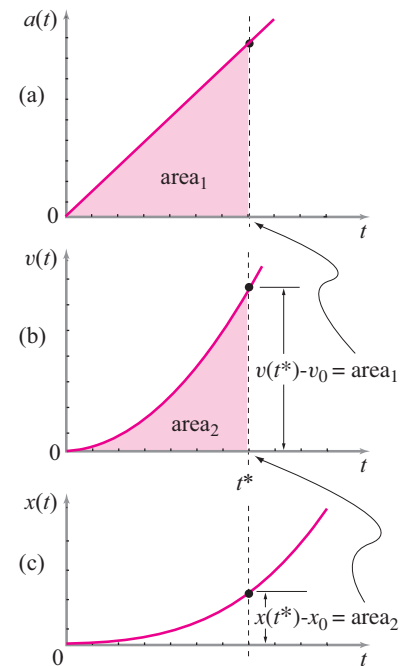 a(t)
(a)
area₁
0
t
v(t)
(b)
v(t*)-v₀ = area₁
area₂
0
t
t*
x(t)
(c)
x(t*)-x₀ = area₂
0
t